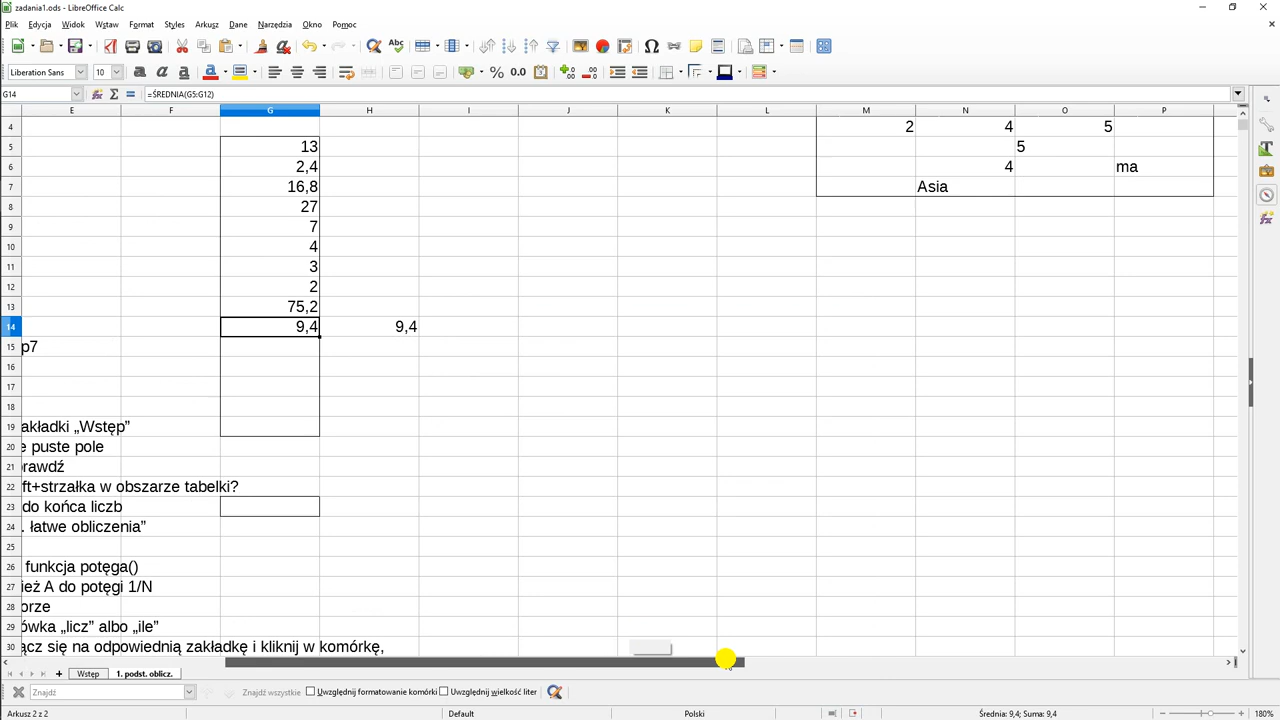 zadania1.ods - LibreOffice Calc
Plik Edycja Widok Wstaw Format Styles Arkusz Dane Narzędzia Okno Pomoc
Liberation Sans 10
G14 =ŚREDNIA(G5:G12)
E F G H I J K L M N O P
4 2 4 5
5 13 5
6 2,4 4 ma
7 16,8 Asia
8 27
9 7
10 4
11 3
12 2
13 75,2
14 9,4 9,4
15 p7
16
17
18
19 akładki „Wstęp”
20 e puste pole
21 rawdź
22 ft+strzałka w obszarze tabelki?
23 do końca liczb
24 . łatwe obliczenia”
25
26 funkcja potęga()
27 ież A do potęgi 1/N
28 orze
29 ówka „licz” albo „ile”
30 ącz się na odpowiednią zakładkę i kliknij w komórkę,
Wstęp 1. podst. oblicz.
Znajdź Znajdź wszystkie Uwzględnij formatowanie komórki Uwzględnij wielkość liter
Arkusz 2 z 2 Default Polski Średnia: 9,4; Suma: 9,4 180%